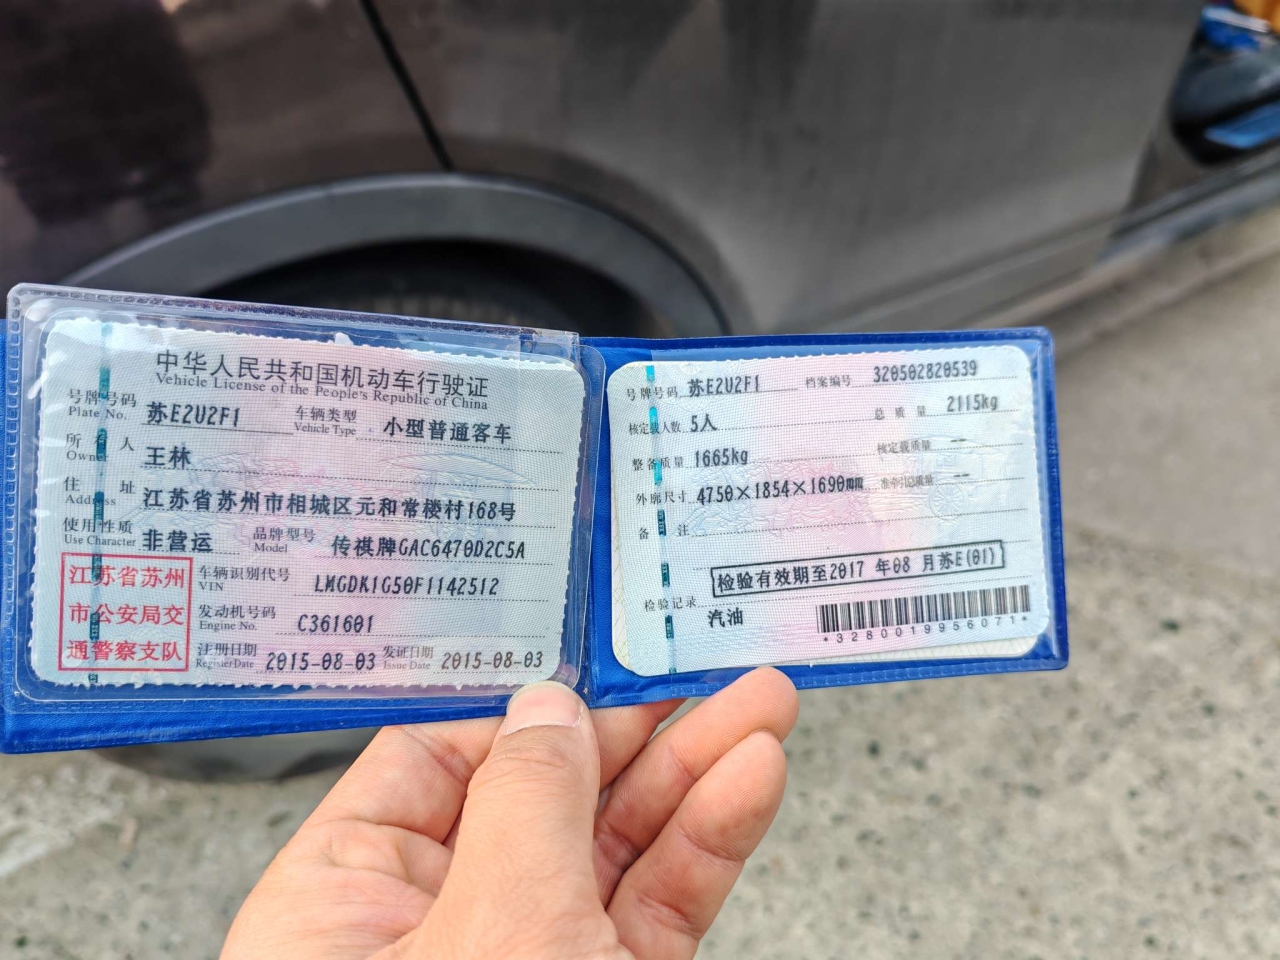 中华人民共和国机动车行驶证
Vehicle License of the People's Republic of China
号牌号码 苏E2U2F1 车辆类型 小型普通客车
Plate No. Vehicle Type
所有人 王林
Owner
住址 江苏省苏州市相城区元和常楼村168号
Address
使用性质 非营运 品牌型号 传祺牌GAC6470D2C5A
Use Character Model
江苏省苏州
市公安局交
通警察支队
车辆识别代号 LMGDK1G50F1142512
VIN
发动机号码 C361601
Engine No.
注册日期 2015-08-03 发证日期 2015-08-03
Register Date Issue Date
号牌号码 苏E2U2F1 档案编号 320502820539
核定载人数 5人 总质量 2115kg
整备质量 1665kg 核定载质量 --
外廓尺寸 4750×1854×1690mm 准牵引总质量 --
备注
检验有效期至2017 年08 月苏E(01)
检验记录
汽油
*3280019956071*